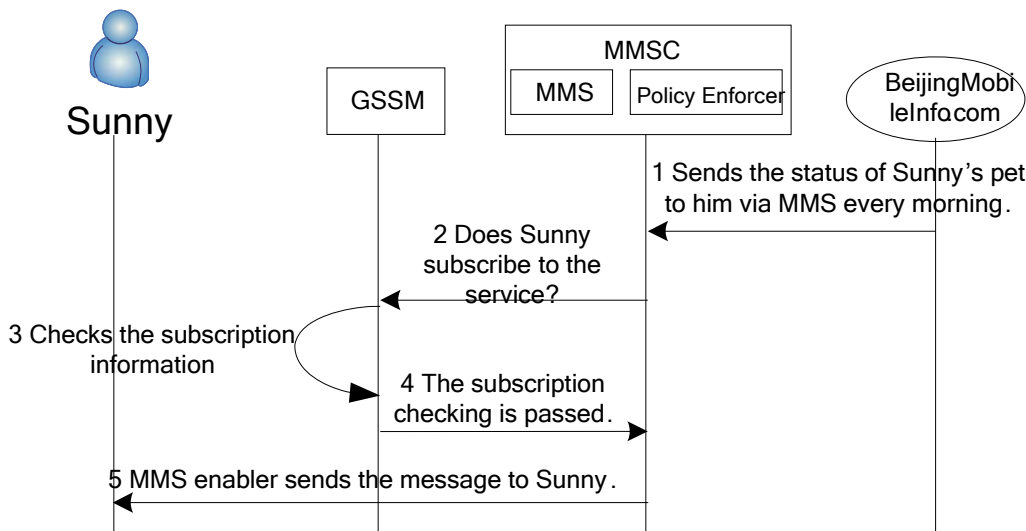 Sunny
GSSM
MMSC
MMS
Policy Enforcer
BeijingMobi
leInfo.com
1 Sends the status of Sunny's pet
to him via MMS every morning.
2 Does Sunny
subscribe to the
service?
3 Checks the subscription
information
4 The subscription
checking is passed.
5 MMS enabler sends the message to Sunny.